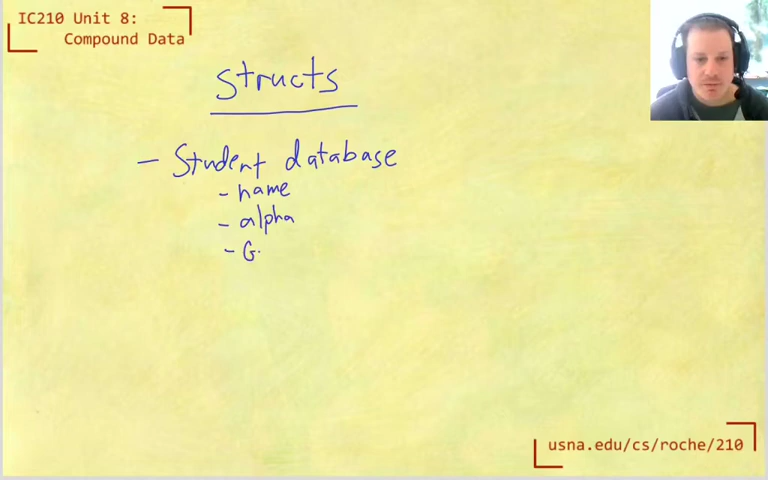 IC210 Unit 8:
Compound Data
Structs
- Student database
- name
- alpha
- G
usna.edu/cs/roche/210